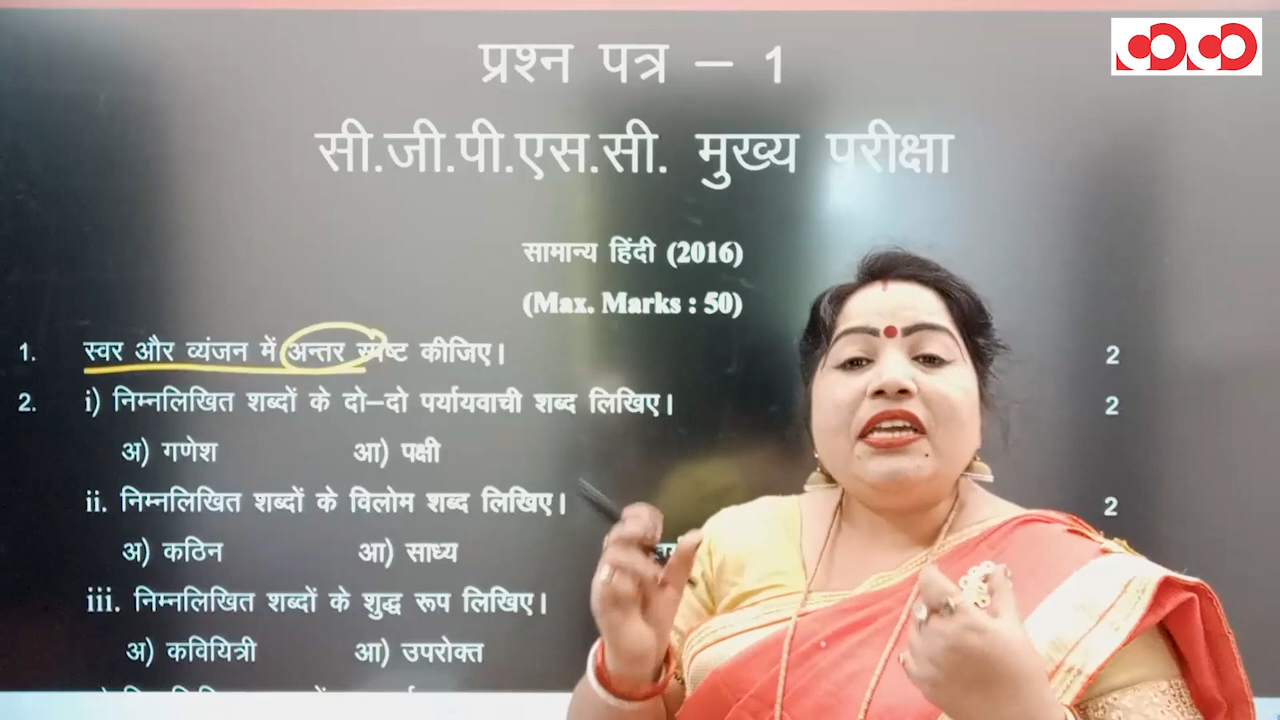 प्रश्न पत्र – 1
सी.जी.पी.एस.सी. मुख्य परीक्षा
सामान्य हिंदी (2016)
(Max. Marks : 50)
1. स्वर और व्यंजन में अन्तर स्पष्ट कीजिए। 2
2. i) निम्नलिखित शब्दों के दो–दो पर्यायवाची शब्द लिखिए। 2
अ) गणेश आ) पक्षी
ii. निम्नलिखित शब्दों के विलोम शब्द लिखिए। 2
अ) कठिन आ) साध्य
iii. निम्नलिखित शब्दों के शुद्ध रूप लिखिए।
अ) कवियित्री आ) उपरोक्त